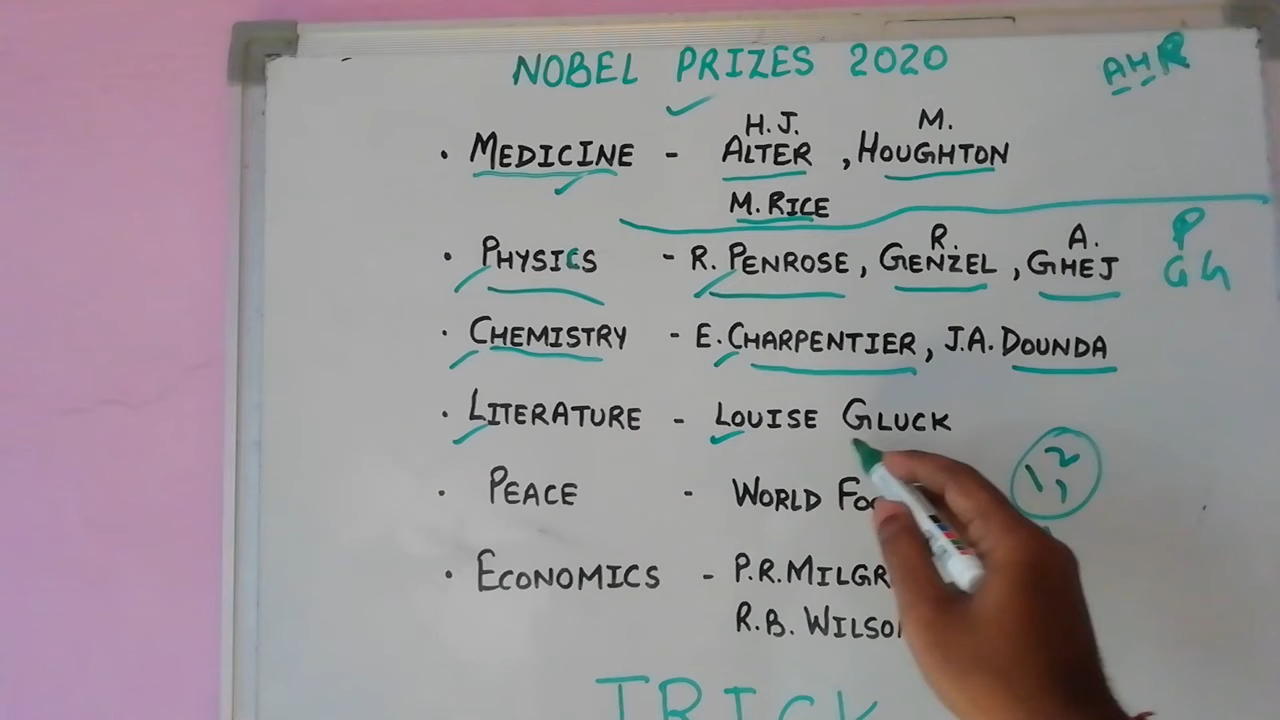 NOBEL PRIZES 2020
AHR
H.J. M.
· MEDICINE - ALTER , HOUGHTON
M. RICE
R. A. P
· PHYSICS - R. PENROSE, GENZEL, GHEJ G G
· CHEMISTRY - E. CHARPENTIER, J.A. DOUNDA
· LITERATURE - LOUISE GLUCK
· PEACE - WORLD
· ECONOMICS - P.R.MILGR
R.B. WILSO
TRICK